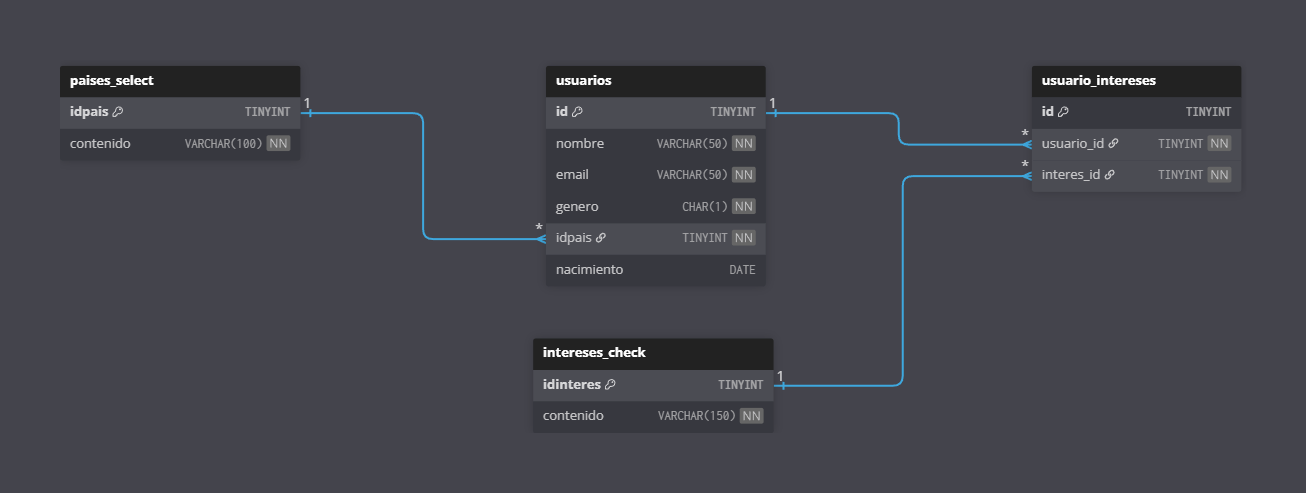 paises_select
idpais TINYINT
contenido VARCHAR(100) NN
1
*
usuarios
id TINYINT
nombre VARCHAR(50) NN
email VARCHAR(50) NN
genero CHAR(1) NN
idpais TINYINT NN
nacimiento DATE
1
*
usuario_intereses
id TINYINT
usuario_id TINYINT NN
*
interes_id TINYINT NN
intereses_check
idinteres TINYINT
1
contenido VARCHAR(150) NN